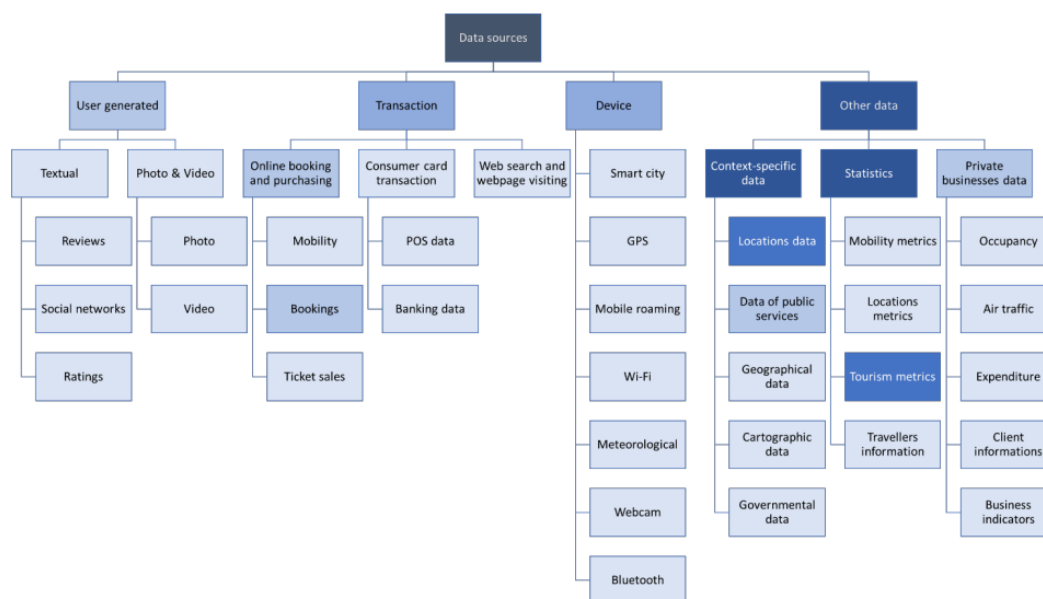 Data sources
User generated
Transaction
Device
Other data
Textual
Photo & Video
Online booking
and purchasing
Consumer card
transaction
Web search and
webpage visiting
Smart city
Context-specific
data
Statistics
Private
businesses data
Reviews
Photo
Mobility
POS data
GPS
Locations data
Mobility metrics
Occupancy
Social networks
Video
Bookings
Banking data
Mobile roaming
Data of public
services
Locations
metrics
Air traffic
Ratings
Ticket sales
Wi-Fi
Geographical
data
Tourism metrics
Expenditure
Meteorological
Cartographic
data
Travellers
information
Client
informations
Webcam
Governmental
data
Business
indicators
Bluetooth